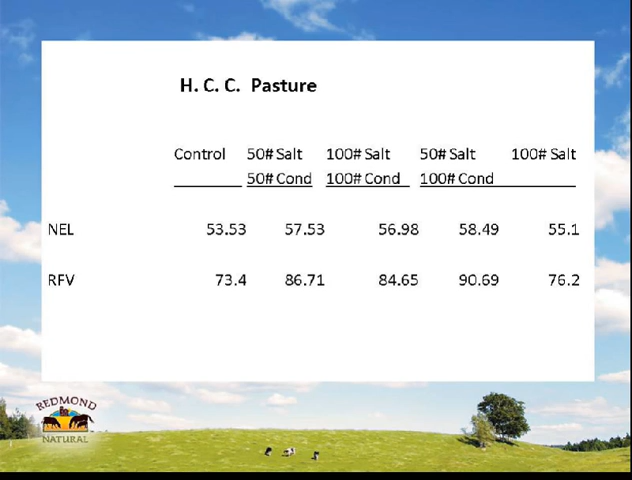 H. C. C. Pasture
Control 50# Salt 100# Salt 50# Salt 100# Salt
50# Cond 100# Cond 100# Cond
NEL 53.53 57.53 56.98 58.49 55.1
RFV 73.4 86.71 84.65 90.69 76.2
REDMOND
NATURAL